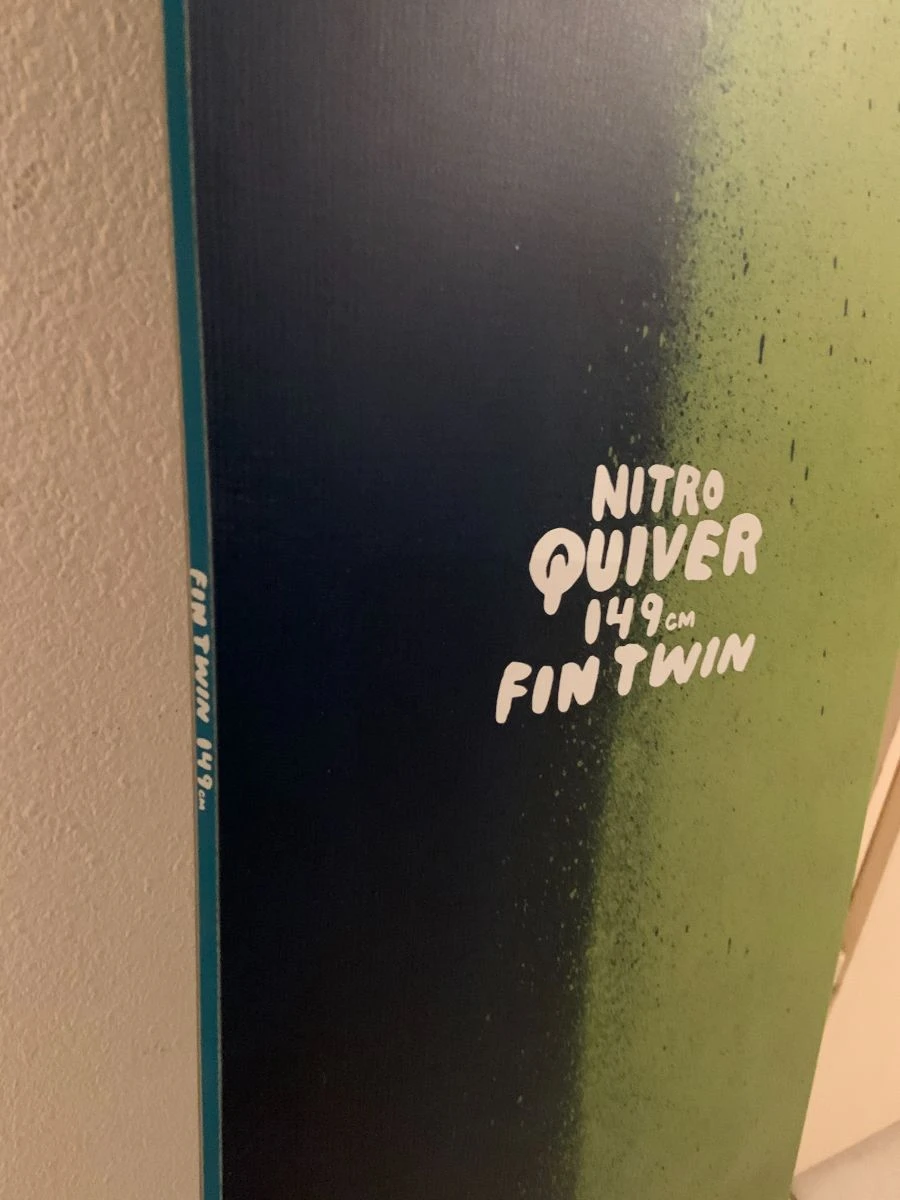 NITRO
QUIVER
149CM
FIN TWIN
FIN TWIN 149CM